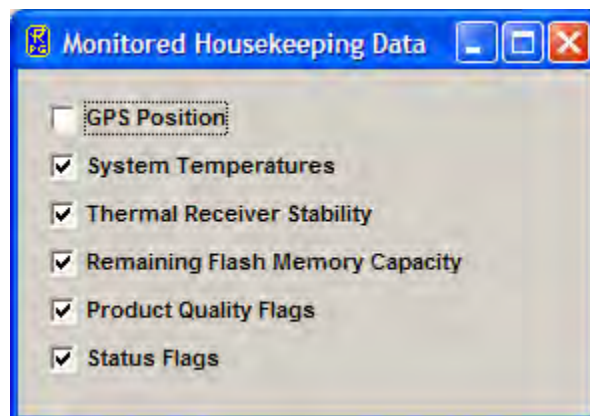 Monitored Housekeeping Data
GPS Position
System Temperatures
Thermal Receiver Stability
Remaining Flash Memory Capacity
Product Quality Flags
Status Flags